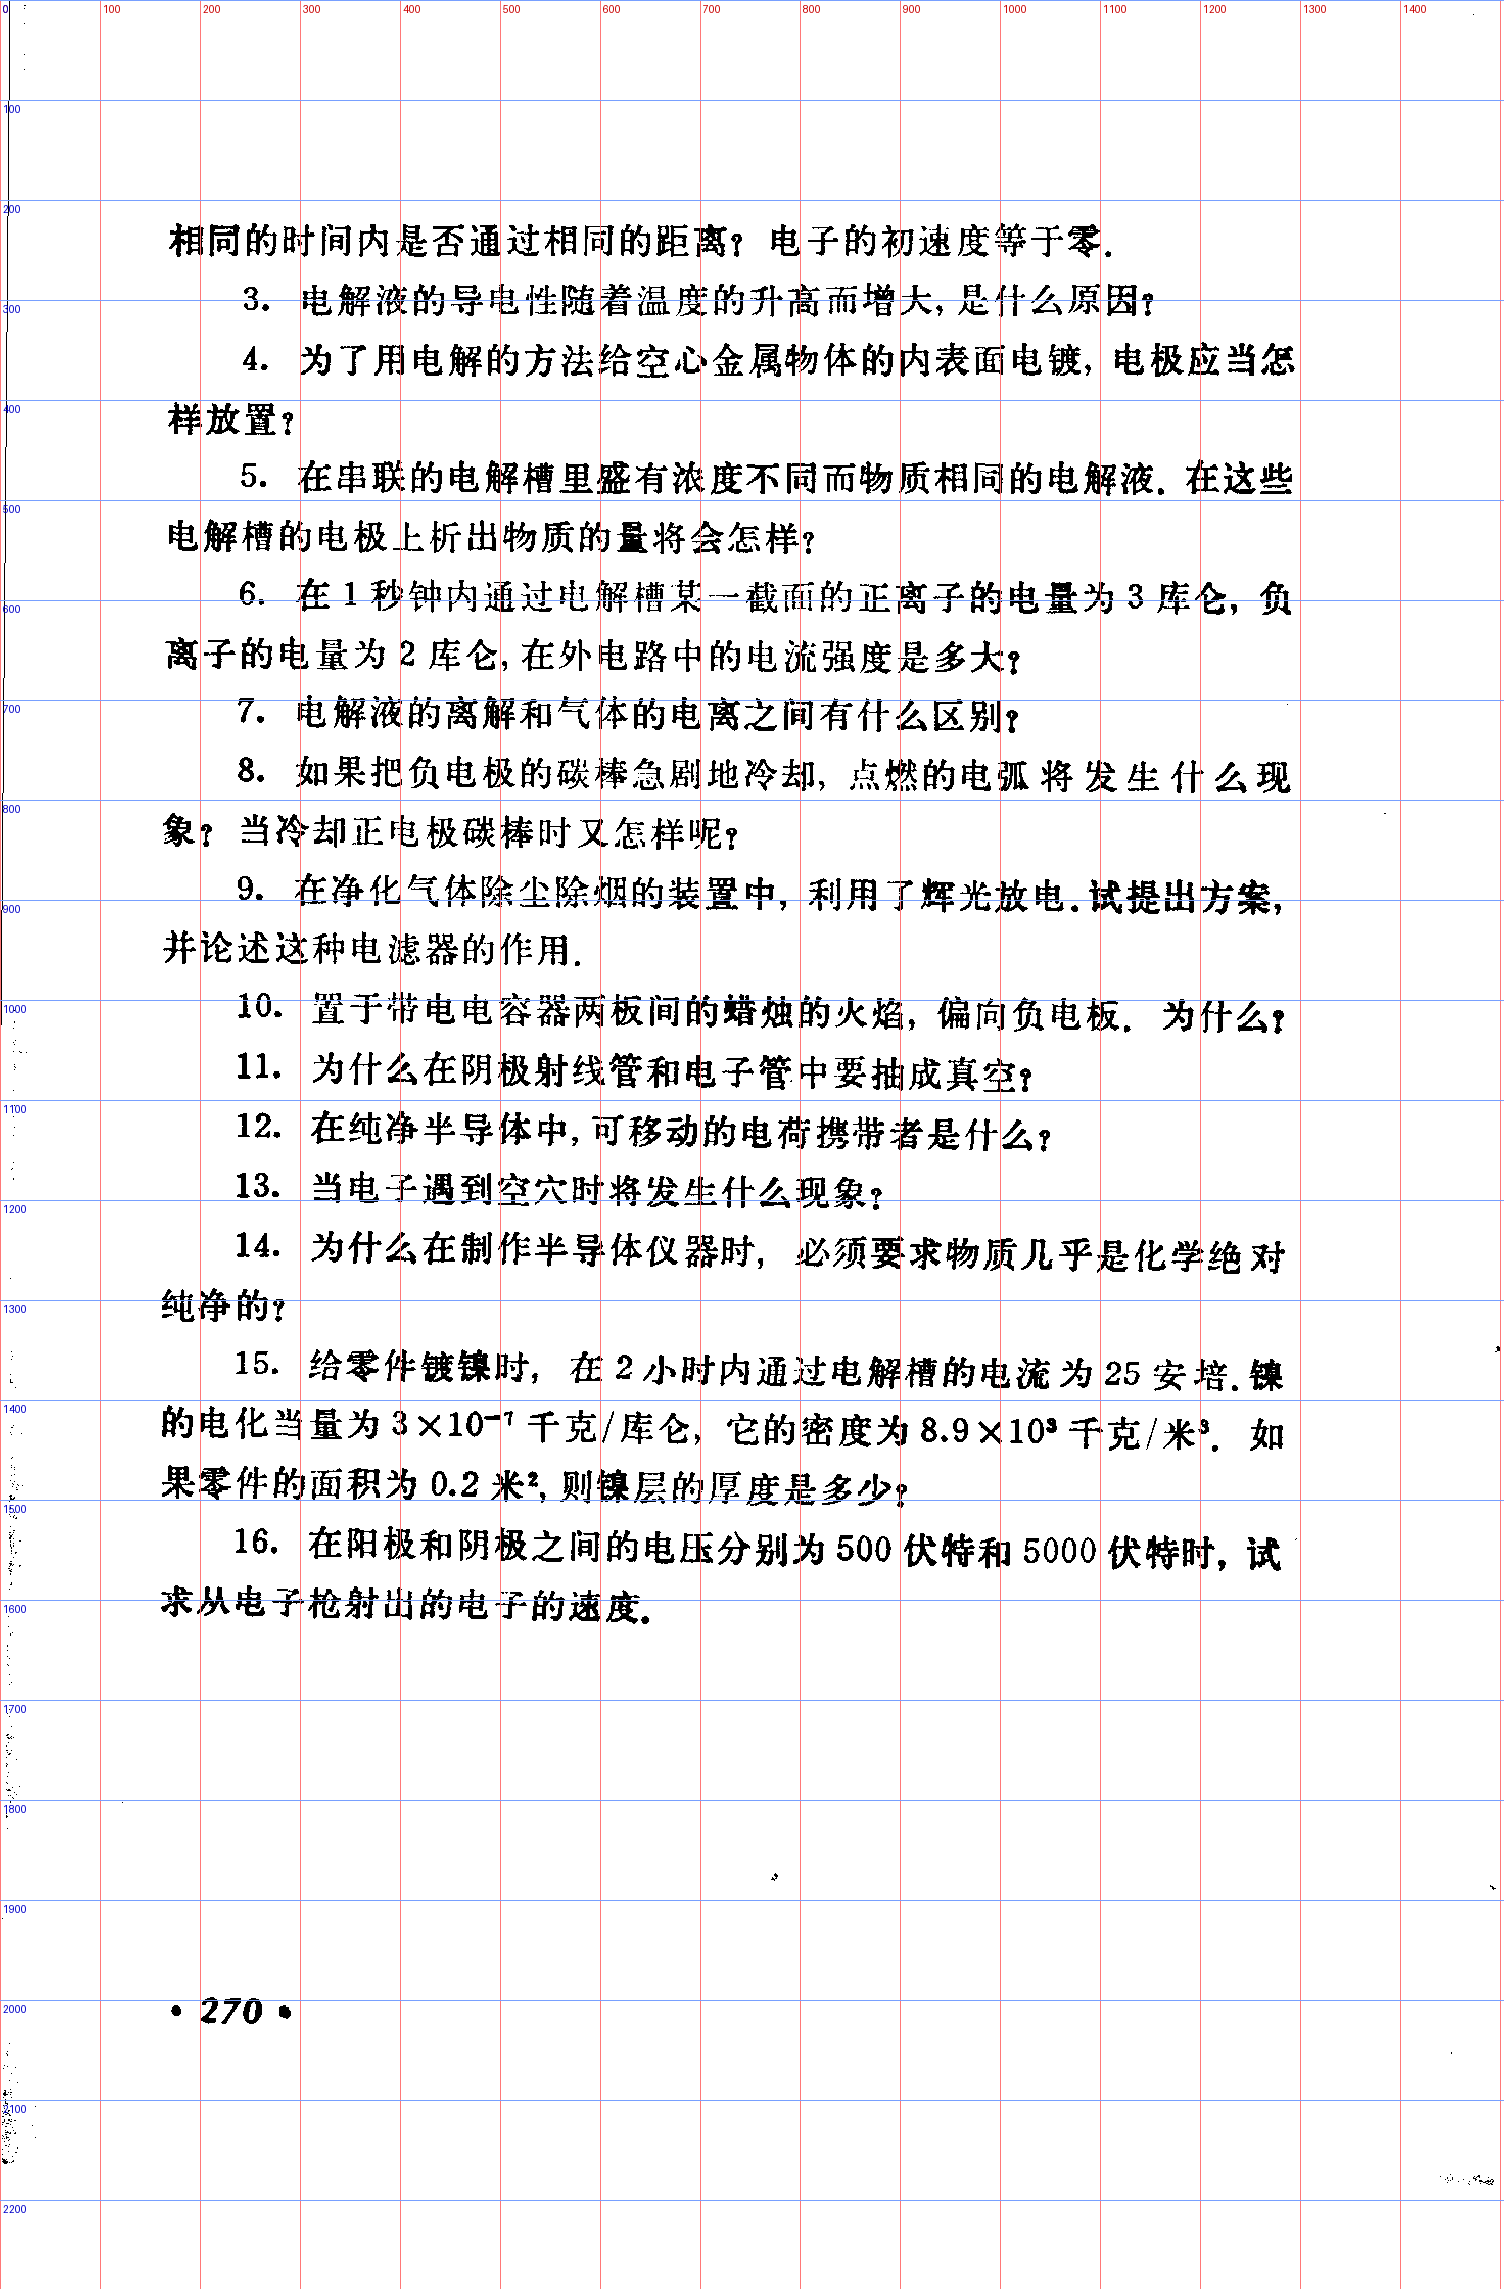 相同的时间内是否通过相同的距离？ 电子的初速度等于零．
3． 电解液的导电性随着温度的升高而增大，是什么原因？
4． 为了用电解的方法给空心金属物体的内表面电镀，电极应当怎
样放置？
5． 在串联的电解槽里盛有浓度不同而物质相同的电解液．在这些
电解槽的电极上析出物质的量将会怎样？
6． 在1秒钟内通过电解槽某一截面的正离子的电量为3库仑，负
离子的电量为2库仑，在外电路中的电流强度是多大？
7． 电解液的离解和气体的电离之间有什么区别？
8． 如果把负电极的碳棒急剧地冷却，点燃的电弧将发生什么现
象？当冷却正电极碳棒时又怎样呢？
9． 在净化气体除尘除烟的装置中，利用了辉光放电．试提出方案，
并论述这种电滤器的作用．
10． 置于带电电容器两板间的蜡烛的火焰，偏向负电板． 为什么？
11． 为什么在阴极射线管和电子管中要抽成真空？
12． 在纯净半导体中，可移动的电荷携带者是什么？
13． 当电子遇到空穴时将发生什么现象？
14． 为什么在制作半导体仪器时，必须要求物质几乎是化学绝对
纯净的？
15． 给零件镀镍时，在2小时内通过电解槽的电流为25安培．镍
的电化当量为3×10⁻⁷千克/库仑，它的密度为8.9×10³千克/米³． 如
果零件的面积为0.2米²，则镍层的厚度是多少？
16． 在阳极和阴极之间的电压分别为500伏特和5000伏特时，试
求从电子枪射出的电子的速度．
• 270 •